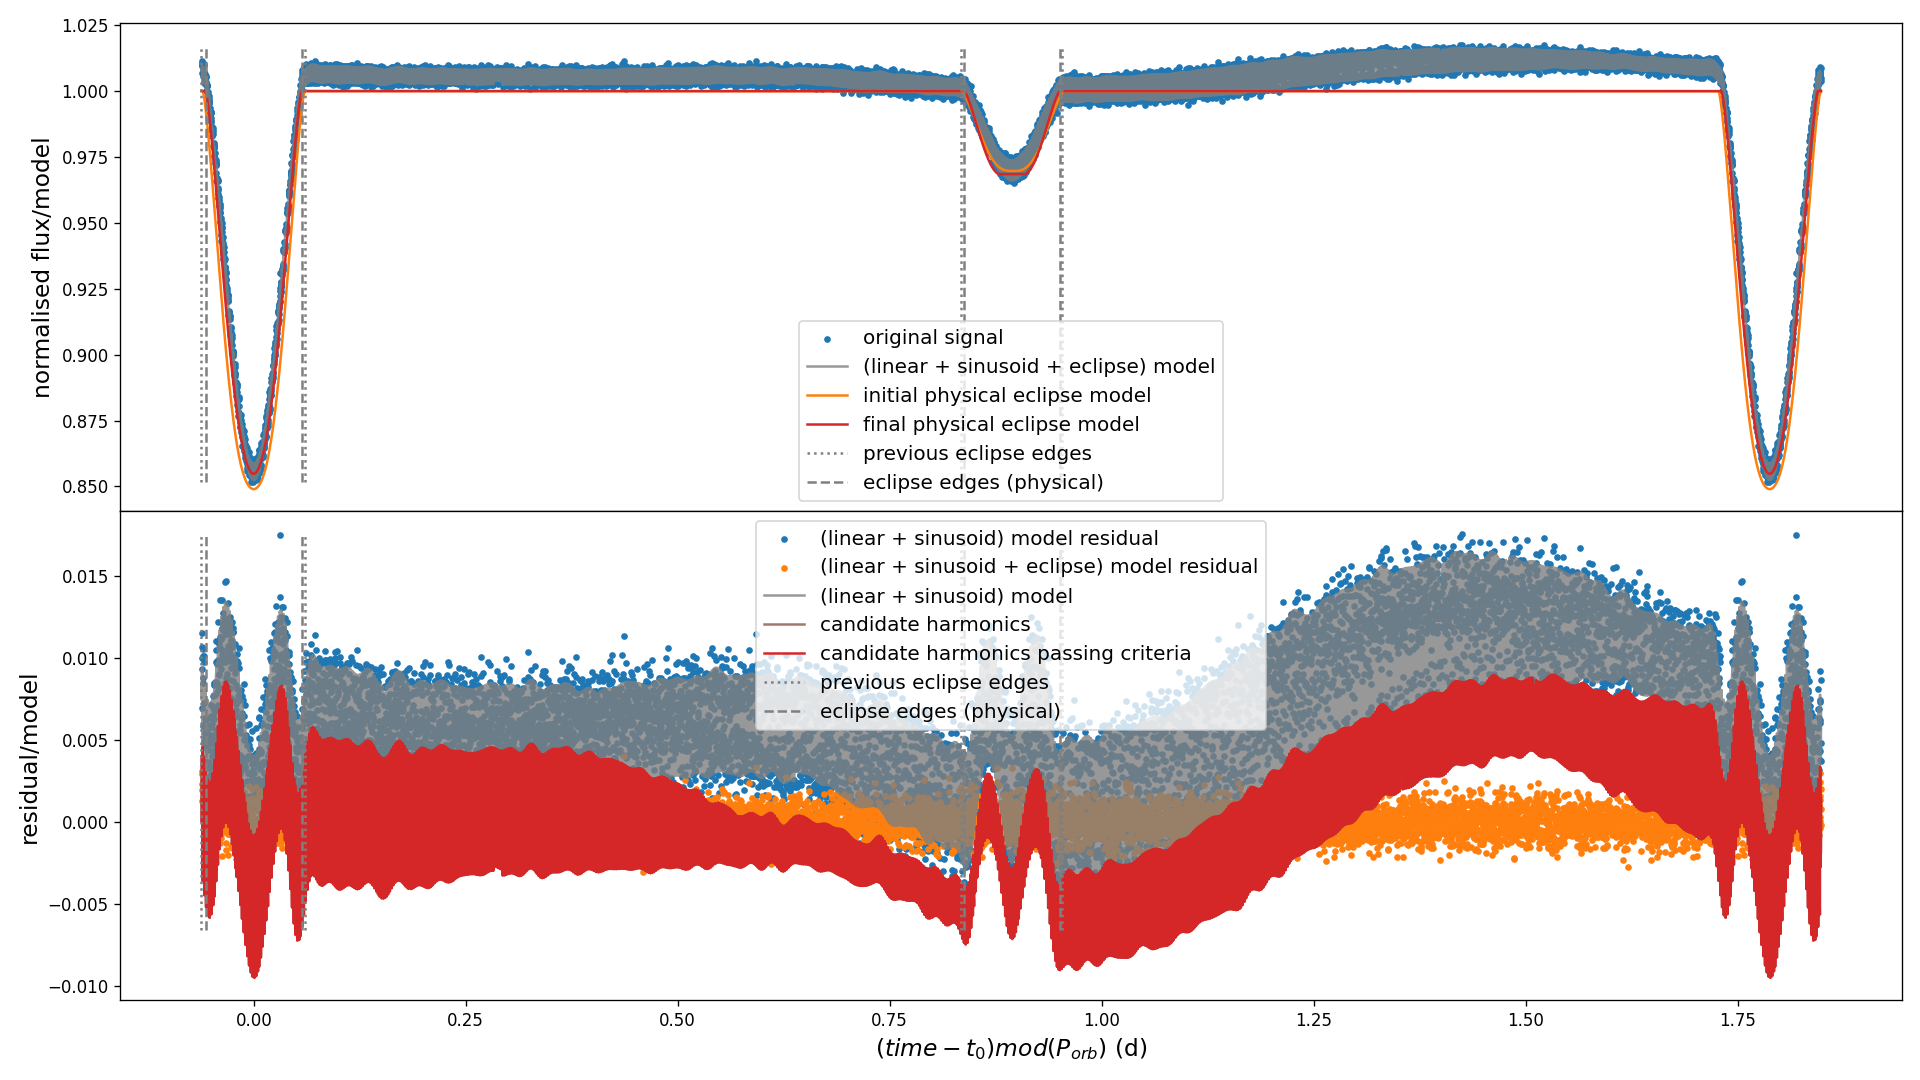 1.025
1.000
0.975
0.950
0.925
0.900
0.875
0.850
normalised flux/model
original signal
(linear + sinusoid + eclipse) model
initial physical eclipse model
final physical eclipse model
previous eclipse edges
eclipse edges (physical)
0.015
0.010
0.005
0.000
−0.005
−0.010
residual/model
(linear + sinusoid) model residual
(linear + sinusoid + eclipse) model residual
(linear + sinusoid) model
candidate harmonics
candidate harmonics passing criteria
previous eclipse edges
eclipse edges (physical)
0.00 0.25 0.50 0.75 1.00 1.25 1.50 1.75
$(time − t_0)mod(P_{orb})$ (d)